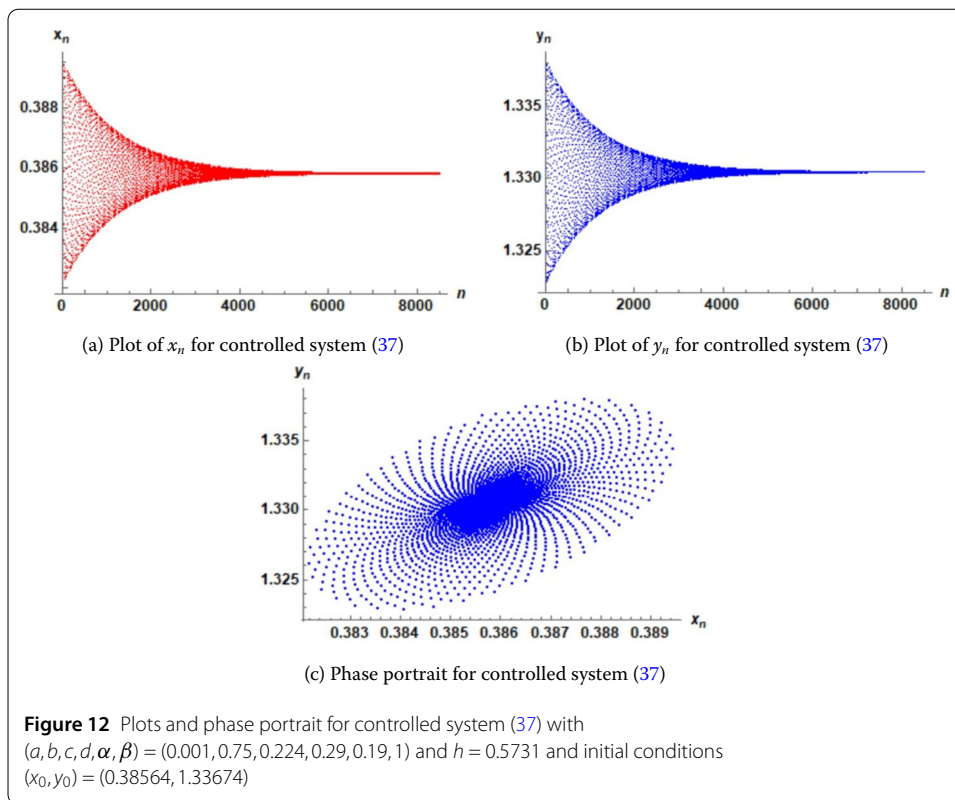 xₙ
0.388
0.386
0.384
0 2000 4000 6000 8000 n
(a) Plot of xₙ for controlled system (37)
yₙ
1.335
1.330
1.325
0 2000 4000 6000 8000 n
(b) Plot of yₙ for controlled system (37)
yₙ
1.335
1.330
1.325
0.383 0.384 0.385 0.386 0.387 0.388 0.389 xₙ
(c) Phase portrait for controlled system (37)
Figure 12 Plots and phase portrait for controlled system (37) with
(a, b, c, d, α, β) = (0.001, 0.75, 0.224, 0.29, 0.19, 1) and h = 0.5731 and initial conditions
(x₀, y₀) = (0.38564, 1.33674)